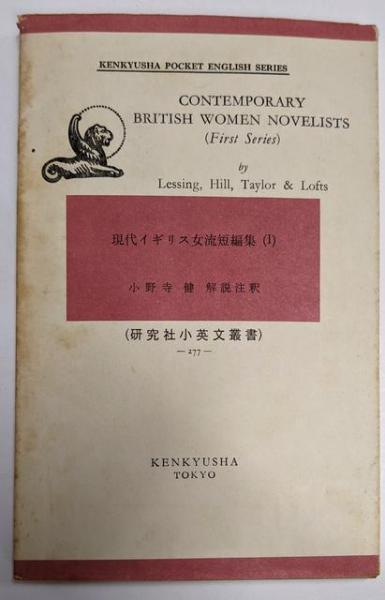 KENKYUSHA POCKET ENGLISH SERIES
CONTEMPORARY
BRITISH WOMEN NOVELISTS
(First Series)
by
Lessing, Hill, Taylor & Lofts
現代イギリス女流短編集 (1)
小野寺 健 解説注釈
(研究社小英文叢書)
— 277 —
KENKYUSHA
TOKYO